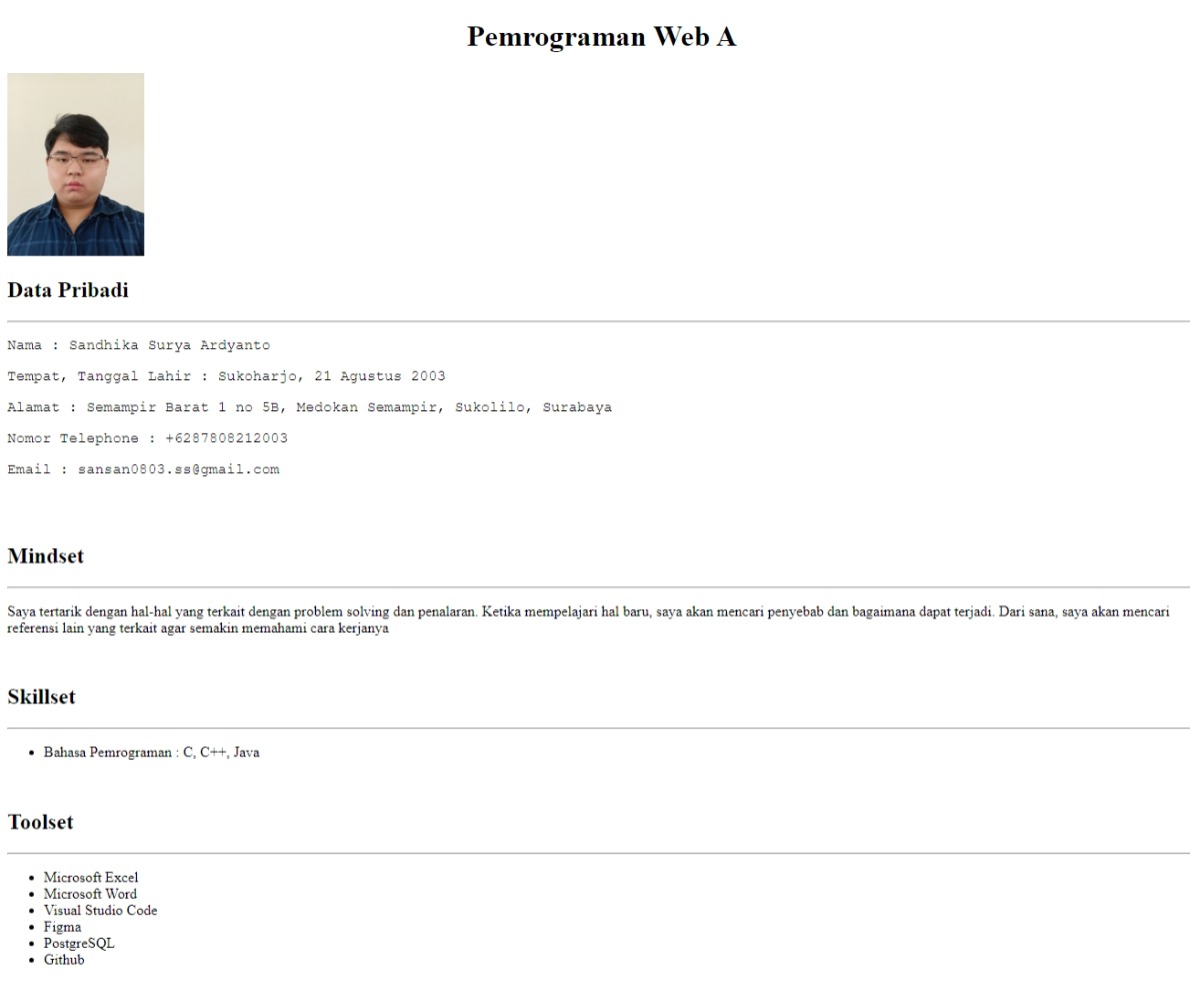 Pemrograman Web A
Data Pribadi
Nama : Sandhika Surya Ardyanto
Tempat, Tanggal Lahir : Sukoharjo, 21 Agustus 2003
Alamat : Semampir Barat 1 no 5B, Medokan Semampir, Sukolilo, Surabaya
Nomor Telephone : +6287808212003
Email : sansan0803.ss@gmail.com
Mindset
Saya tertarik dengan hal-hal yang terkait dengan problem solving dan penalaran. Ketika mempelajari hal baru, saya akan mencari penyebab dan bagaimana dapat terjadi. Dari sana, saya akan mencari
referensi lain yang terkait agar semakin memahami cara kerjanya
Skillset
• Bahasa Pemrograman : C, C++, Java
Toolset
• Microsoft Excel
• Microsoft Word
• Visual Studio Code
• Figma
• PostgreSQL
• Github